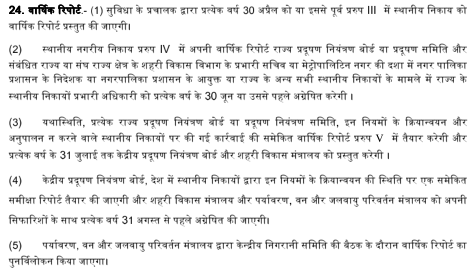 24. वार्षिक रिपोर्ट.- (1) सुविधा के प्रचालक द्वारा प्रत्येक वर्ष 30 अप्रैल को या इससे पूर्व प्ररुप III में स्थानीय निकाय को
वार्षिक रिपोर्ट प्रस्तुत की जाएगी।
(2) स्थानीय नगरीय निकाय प्ररुप IV में अपनी वार्षिक रिपोर्ट राज्य प्रदूषण नियंत्रण बोर्ड या प्रदूषण समिति और
संबंधित राज्य या संघ राज्य क्षेत्र के शहरी विकास विभाग के प्रभारी सचिव या मेट्रोपालिटिन नगर की दशा में नगर पालिका
प्रशासन के निदेशक या नगरपालिका प्रशासन के आयुक्त या राज्य के अन्य सभी स्थानीय निकायों के मामले में राज्य के
स्थानीय निकायों प्रभारी अधिकारी को प्रत्येक वर्ष के 30 जून या उससे पहले अग्रेषित करेगी ।
(3) यथास्थिति, प्रत्येक राज्य प्रदूषण नियंत्रण बोर्ड या प्रदूषण नियंत्रण समिति, इन नियमों के क्रियान्वयन और
अनुपालन न करने वाले स्थानीय निकायों पर की गई कार्रवाई की समेकित वार्षिक रिपोर्ट प्ररुप V में तैयार करेगी और
प्रत्येक वर्ष के 31 जुलाई तक केद्रीय प्रदूषण नियंत्रण बोर्ड और शहरी विकास मंत्रालय को प्रस्तुत करेगी ।
(4) केद्रीय प्रदूषण नियंत्रण बोर्ड, देश में स्थानीय निकायों द्वारा इन नियमों के क्रियान्वयन की स्थिति पर एक समेकित
समीक्षा रिपोर्ट तैयार की जाएगी और शहरी विकास मंत्रालय और पर्यावरण, वन और जलवायु परिवर्तन मंत्रालय को अपनी
सिफारिशों के साथ प्रत्येक वर्ष 31 अगस्त से पहले अग्रेषित की जाएगी।
(5) पर्यावरण, वन और जलवायु परिवर्तन मंत्रालय द्वारा केन्द्रीय निगरानी समिति की बैठक के दौरान वार्षिक रिपोर्ट का
पुनर्विलोकन किया जाएगा।